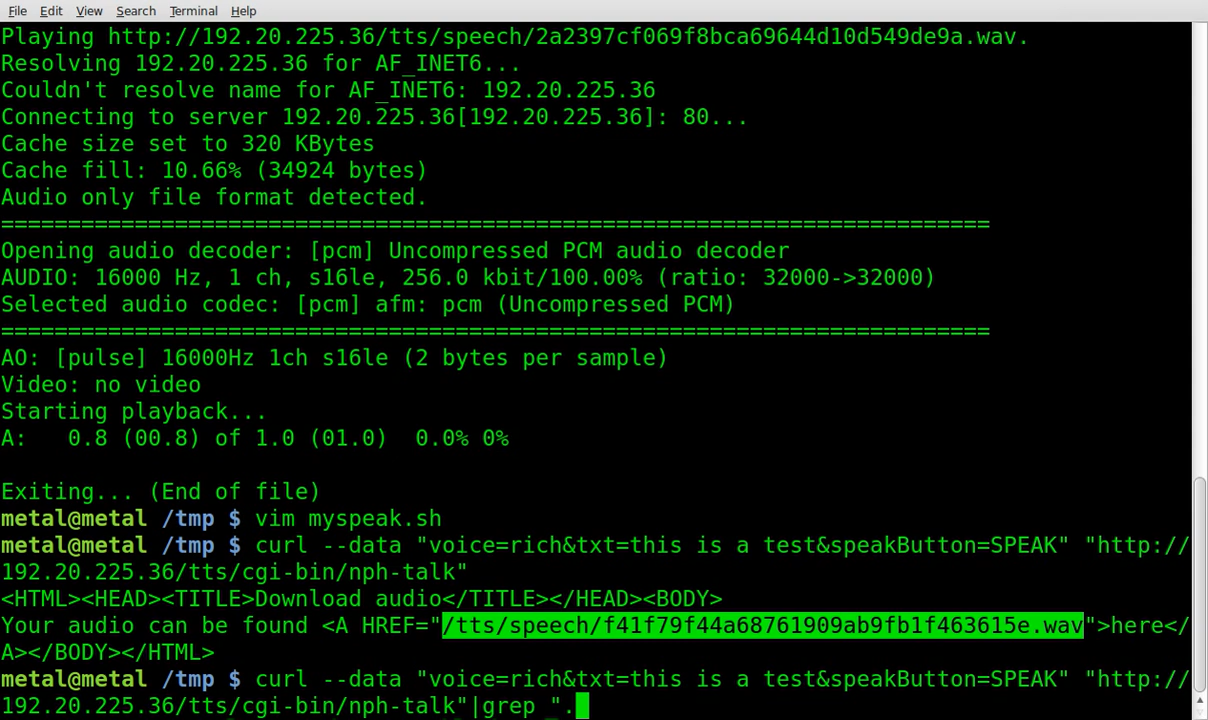 File Edit View Search Terminal Help
Playing http://192.20.225.36/tts/speech/2a2397cf069f8bca69644d10d549de9a.wav.
Resolving 192.20.225.36 for AF_INET6...
Couldn't resolve name for AF_INET6: 192.20.225.36
Connecting to server 192.20.225.36[192.20.225.36]: 80...
Cache size set to 320 KBytes
Cache fill: 10.66% (34924 bytes)
Audio only file format detected.
==========================================================================
Opening audio decoder: [pcm] Uncompressed PCM audio decoder
AUDIO: 16000 Hz, 1 ch, s16le, 256.0 kbit/100.00% (ratio: 32000->32000)
Selected audio codec: [pcm] afm: pcm (Uncompressed PCM)
==========================================================================
AO: [pulse] 16000Hz 1ch s16le (2 bytes per sample)
Video: no video
Starting playback...
A:   0.8 (00.8) of 1.0 (01.0)  0.0% 0%
Exiting... (End of file)
metal@metal /tmp $ vim myspeak.sh
metal@metal /tmp $ curl --data "voice=rich&txt=this is a test&speakButton=SPEAK" "http://
192.20.225.36/tts/cgi-bin/nph-talk"
<HTML><HEAD><TITLE>Download audio</TITLE></HEAD><BODY>
Your audio can be found <A HREF="/tts/speech/f41f79f44a68761909ab9fb1f463615e.wav">here</
A></BODY></HTML>
metal@metal /tmp $ curl --data "voice=rich&txt=this is a test&speakButton=SPEAK" "http://
192.20.225.36/tts/cgi-bin/nph-talk"|grep ".